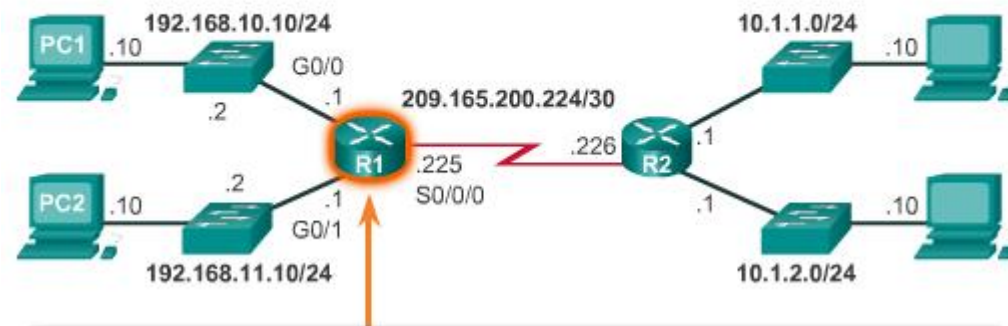 192.168.10.10/24
10.1.1.0/24
PC1
.10
G0/0
.10
.2
.1
209.165.200.224/30
.1
R1
.225
.226
R2
S0/0/0
PC2
.10
.2
.1
G0/1
.1
.10
192.168.11.10/24
10.1.2.0/24